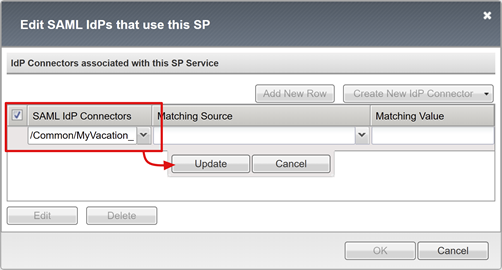 Edit SAML IdPs that use this SP
IdP Connectors associated with this SP Service
Add New Row Create New IdP Connector
SAML IdP Connectors Matching Source Matching Value
/Common/MyVacation_
Update Cancel
Edit Delete
OK Cancel